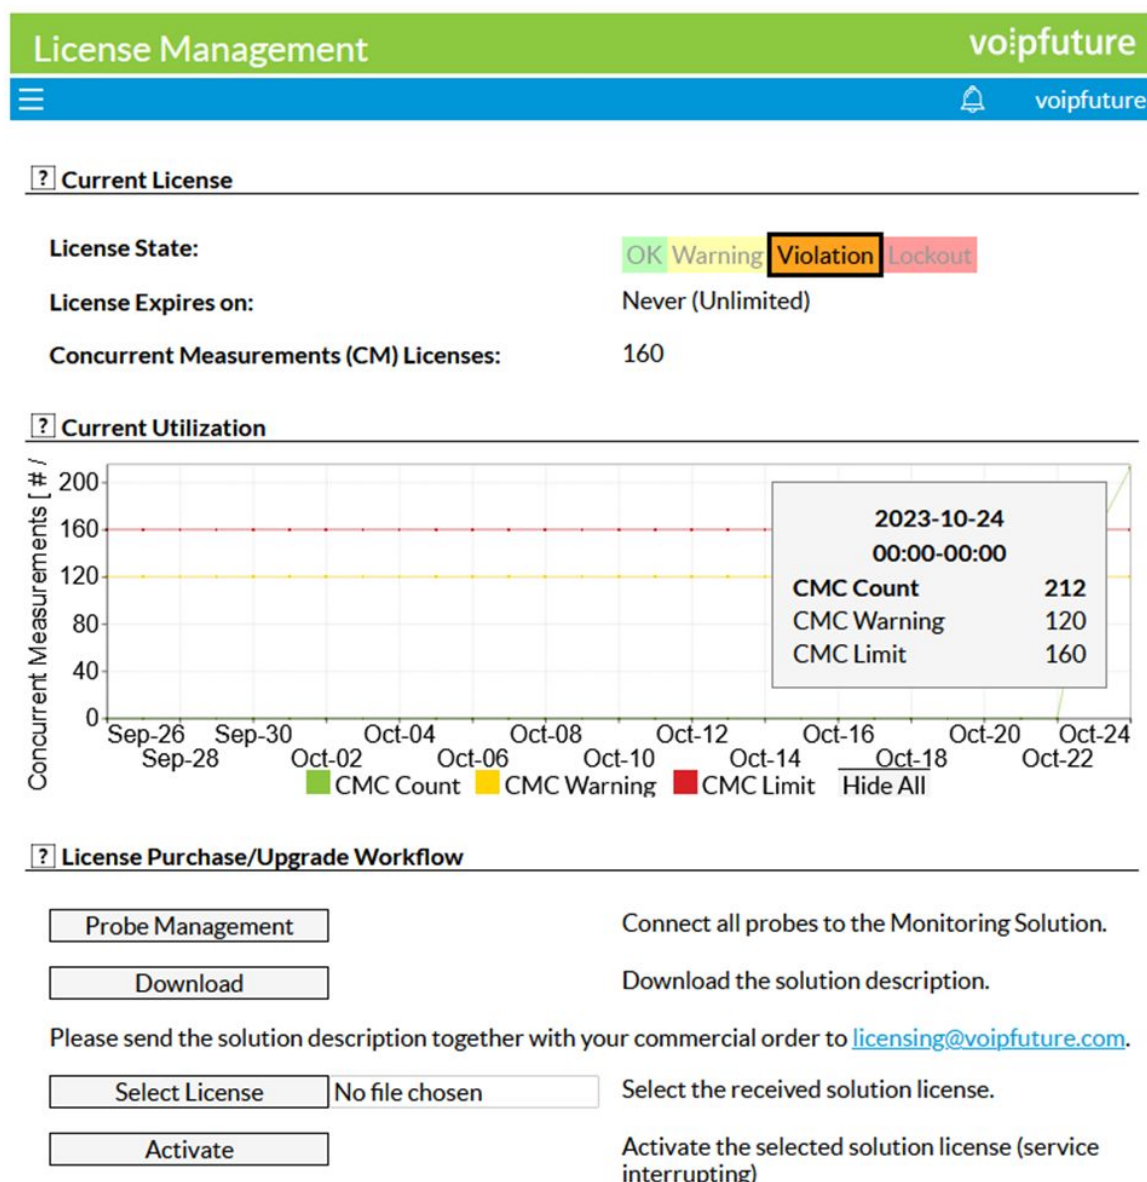 License Management
voipfuture
voipfuture
? Current License
License State:
OK Warning Violation Lockout
License Expires on:
Never (Unlimited)
Concurrent Measurements (CM) Licenses:
160
? Current Utilization
Concurrent Measurements [ # /
200
160
120
80
40
0
2023-10-24
00:00-00:00
CMC Count 212
CMC Warning 120
CMC Limit 160
Sep-26 Sep-30 Oct-04 Oct-08 Oct-12 Oct-16 Oct-20 Oct-24
Sep-28 Oct-02 Oct-06 Oct-10 Oct-14 Oct-18 Oct-22
CMC Count CMC Warning CMC Limit Hide All
? License Purchase/Upgrade Workflow
Probe Management
Connect all probes to the Monitoring Solution.
Download
Download the solution description.
Please send the solution description together with your commercial order to licensing@voipfuture.com.
Select License No file chosen
Select the received solution license.
Activate
Activate the selected solution license (service
interrupting)